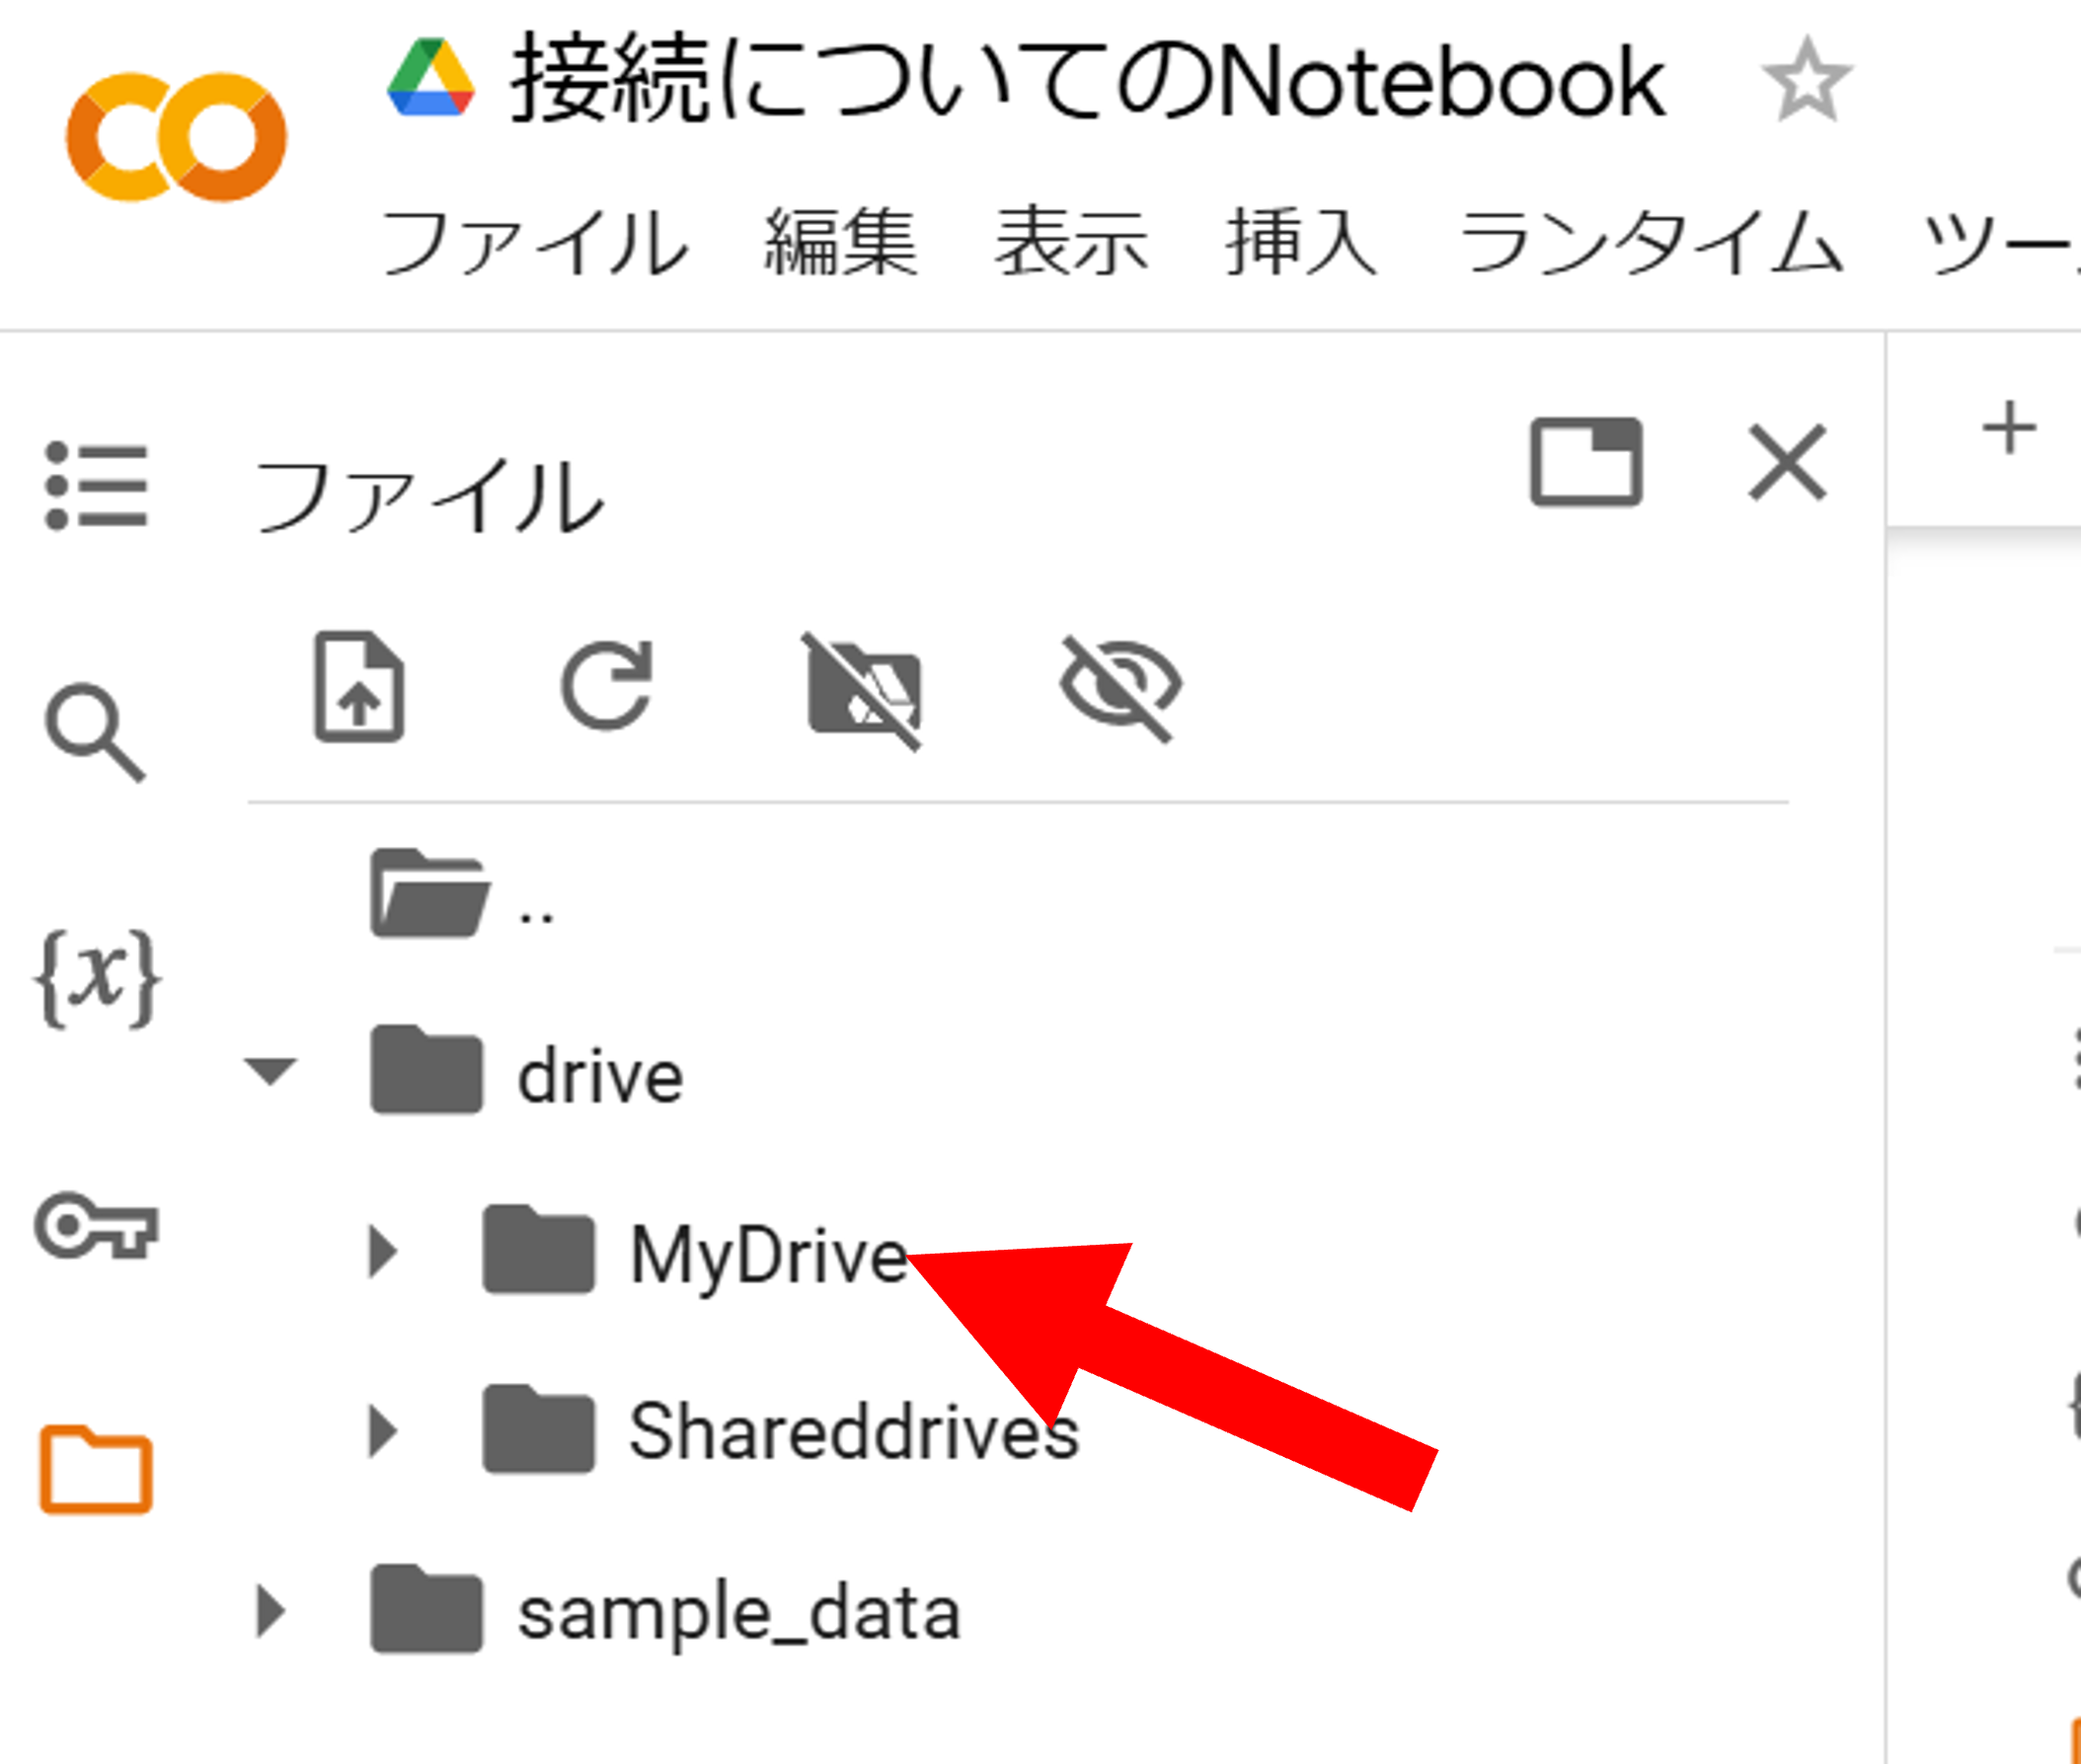 接続についてのNotebook
ファイル 編集 表示 挿入 ランタイム ツー
ファイル
..
{x}
drive
MyDrive
Shareddrives
sample_data